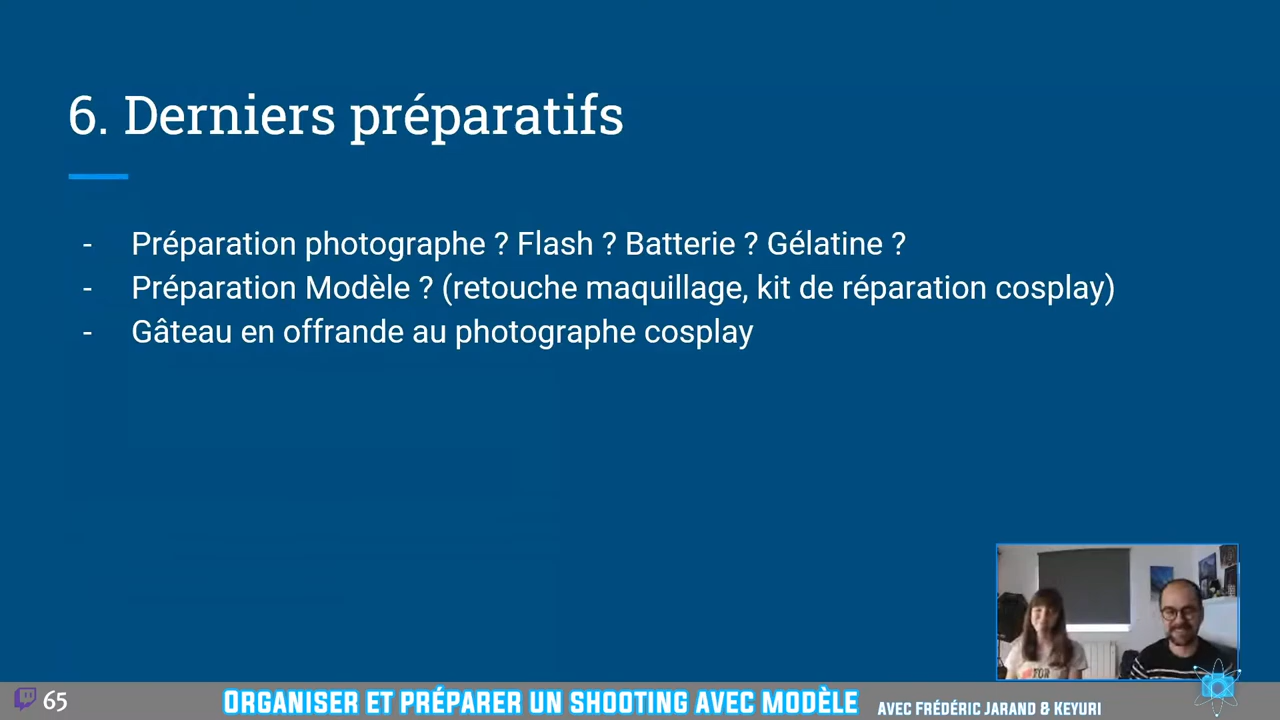 6. Derniers préparatifs
- Préparation photographe ? Flash ? Batterie ? Gélatine ?
- Préparation Modèle ? (retouche maquillage, kit de réparation cosplay)
- Gâteau en offrande au photographe cosplay
65 Organiser et préparer un shooting avec modèle avec Frédéric Jarand & Keyuri